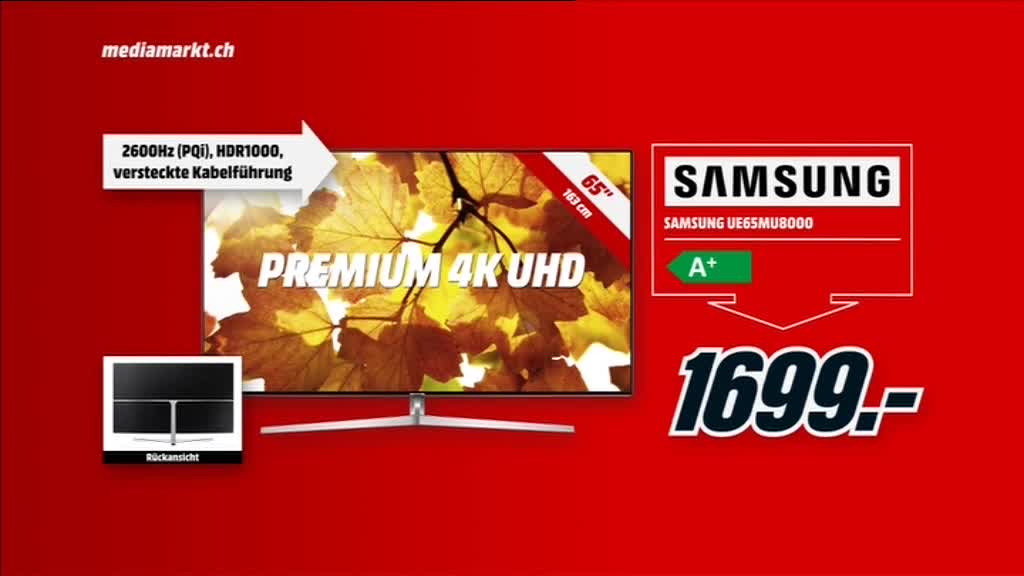 mediamarkt.ch
2600Hz (PQi), HDR1000,
versteckte Kabelführung
65"
163 cm
PREMIUM 4K UHD
SAMSUNG
SAMSUNG UE65MU8000
A+
1699.-
Rückansicht